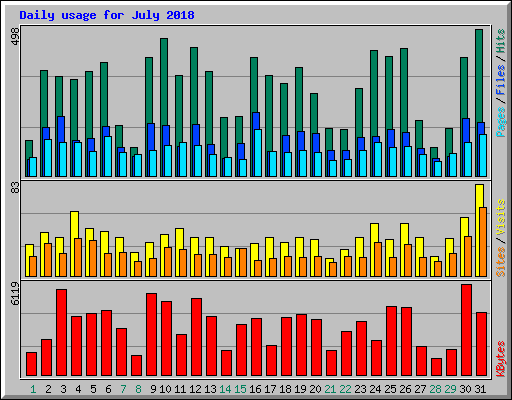 Daily usage for July 2018
498
Pages / Files / Hits
83
Sites / Visits
6119
KBytes
1 2 3 4 5 6 7 8 9 10 11 12 13 14 15 16 17 18 19 20 21 22 23 24 25 26 27 28 29 30 31